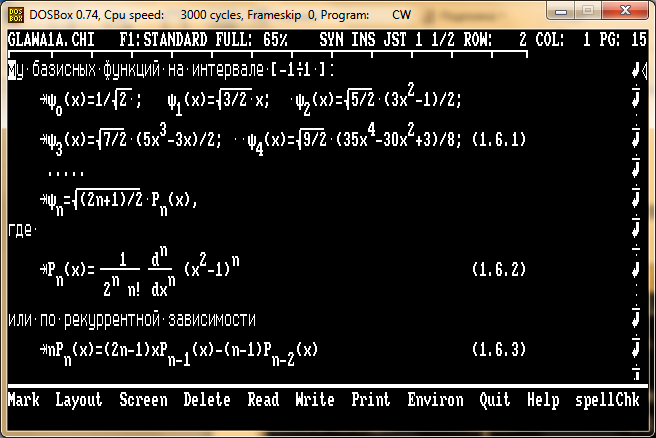 DOSBox 0.74, Cpu speed: 3000 cycles, Frameskip 0, Program: CW
GLAWA1A.CHI F1:STANDARD FULL: 65% SYN INS JST 1 1/2 ROW: 2 COL: 1 PG: 15
му базисных функций на интервале [-1÷1 ]:
ψ₀(x)=1/√2 ; ψ₁(x)=√3/2 x; ψ₂(x)=√5/2 (3x²-1)/2;
ψ₃(x)=√7/2 (5x³-3x)/2; ψ₄(x)=√9/2 (35x⁴-30x²+3)/8; (1.6.1)
.....
ψₙ=√(2n+1)/2 Pₙ(x),
где
Pₙ(x)= 1/(2ⁿ n!) dⁿ/dxⁿ (x²-1)ⁿ (1.6.2)
или по рекуррентной зависимости
nPₙ(x)=(2n-1)xPₙ₋₁(x)-(n-1)Pₙ₋₂(x) (1.6.3)
Mark Layout Screen Delete Read Write Print Environ Quit Help spellChk